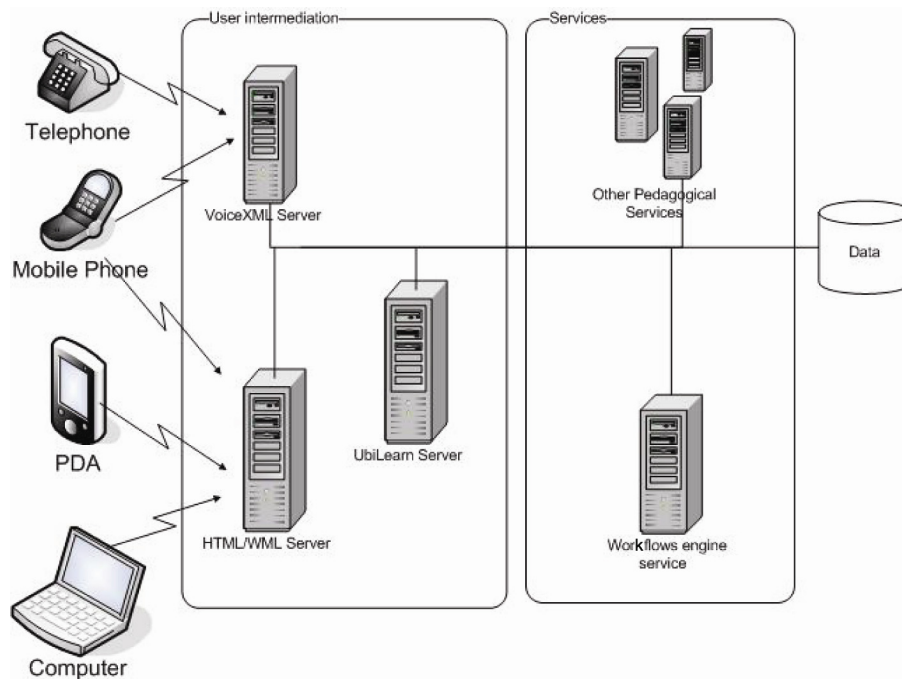 User intermediation
Services
Telephone
VoiceXML Server
Other Pedagogical
Services
Mobile Phone
Data
UbiLearn Server
PDA
HTML/WML Server
Workflows engine
service
Computer